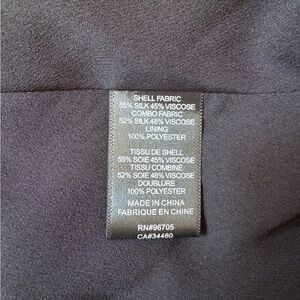 SHELL FABRIC
55% SILK 45% VISCOSE
COMBO FABRIC
52% SILK 48% VISCOSE
LINING
100% POLYESTER
TISSU DE SHELL
55% SOIE 45% VISCOSE
TISSU COMBINÉ
52% SOIE 48% VISCOSE
DOUBLURE
100% POLYESTER
MADE IN CHINA
FABRIQUE EN CHINE
RN#96705
CA#34460